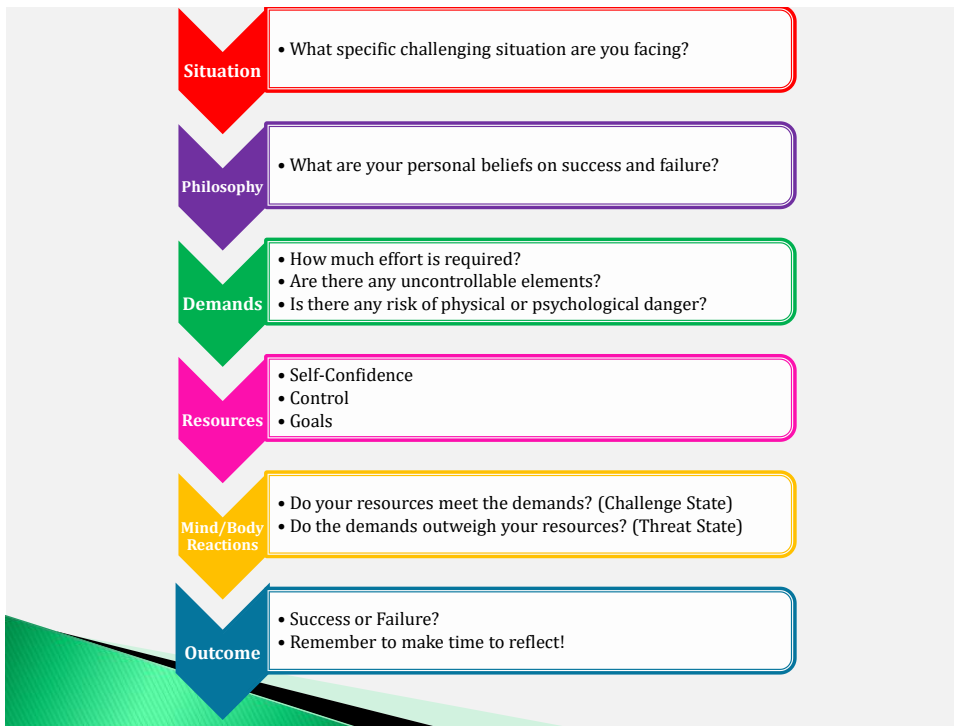 Situation
• What specific challenging situation are you facing?
Philosophy
• What are your personal beliefs on success and failure?
Demands
• How much effort is required?
• Are there any uncontrollable elements?
• Is there any risk of physical or psychological danger?
Resources
• Self-Confidence
• Control
• Goals
Mind/Body
Reactions
• Do your resources meet the demands? (Challenge State)
• Do the demands outweigh your resources? (Threat State)
Outcome
• Success or Failure?
• Remember to make time to reflect!